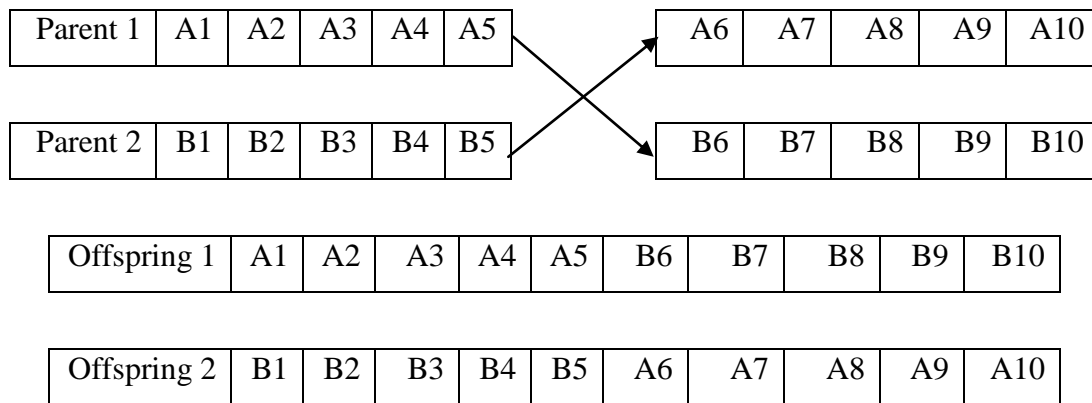 Parent 1 A1 A2 A3 A4 A5 A6 A7 A8 A9 A10
Parent 2 B1 B2 B3 B4 B5 B6 B7 B8 B9 B10
Offspring 1 A1 A2 A3 A4 A5 B6 B7 B8 B9 B10
Offspring 2 B1 B2 B3 B4 B5 A6 A7 A8 A9 A10